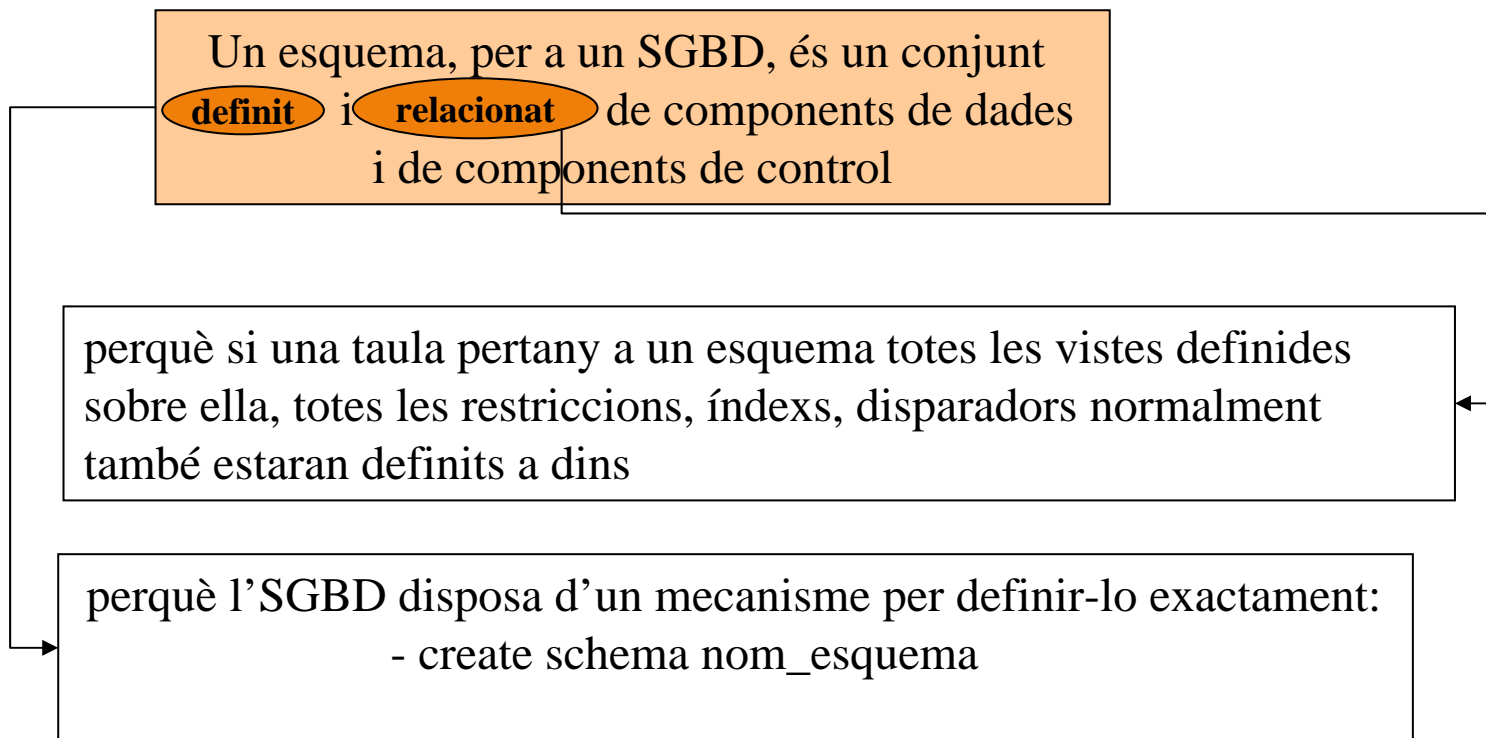 Un esquema, per a un SGBD, és un conjunt
definit i relacionat de components de dades
i de components de control
perquè si una taula pertany a un esquema totes les vistes definides
sobre ella, totes les restriccions, índexs, disparadors normalment
també estaran definits a dins
perquè l’SGBD disposa d’un mecanisme per definir-lo exactament:
- create schema nom_esquema